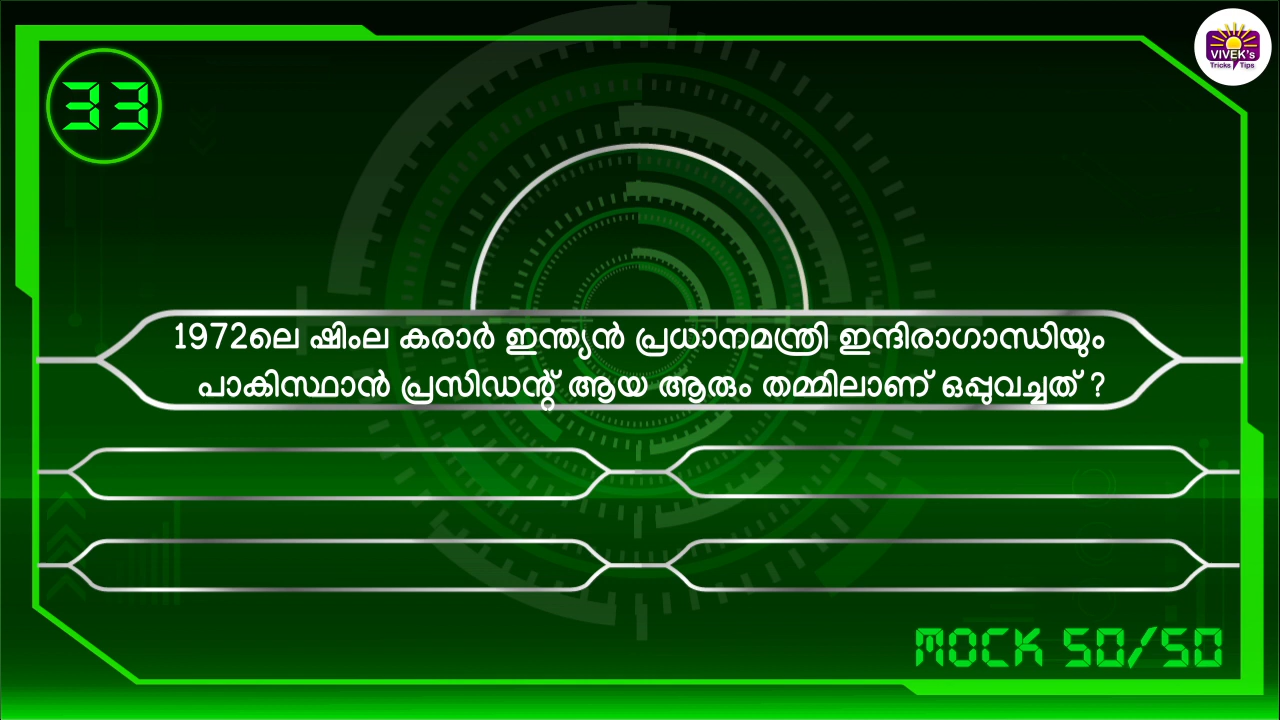 33
VIVEK's
Tricks Tips
1972ലെ ഷിംല കരാർ ഇന്ത്യൻ പ്രധാനമന്ത്രി ഇന്ദിരാഗാന്ധിയും
പാകിസ്ഥാൻ പ്രസിഡന്റ് ആയ ആരും തമ്മിലാണ് ഒപ്പുവച്ചത് ?
MOCK 50/50